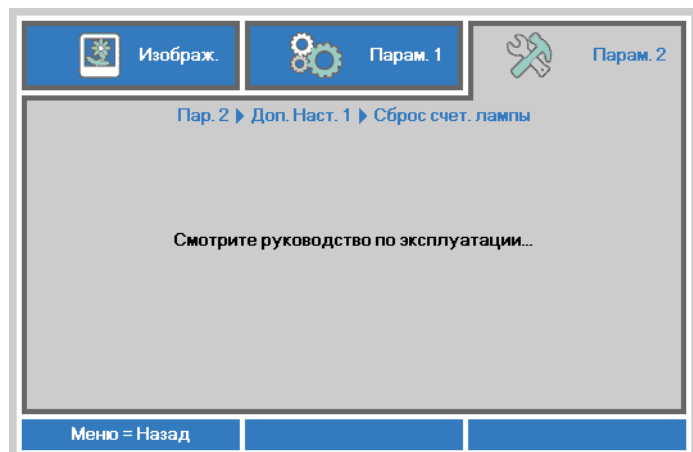 Изображ.
Парам. 1
Парам. 2
Пар. 2 ▶ Доп. Наст. 1 ▶ Сброс счет. лампы
Смотрите руководство по эксплуатации...
Меню = Назад